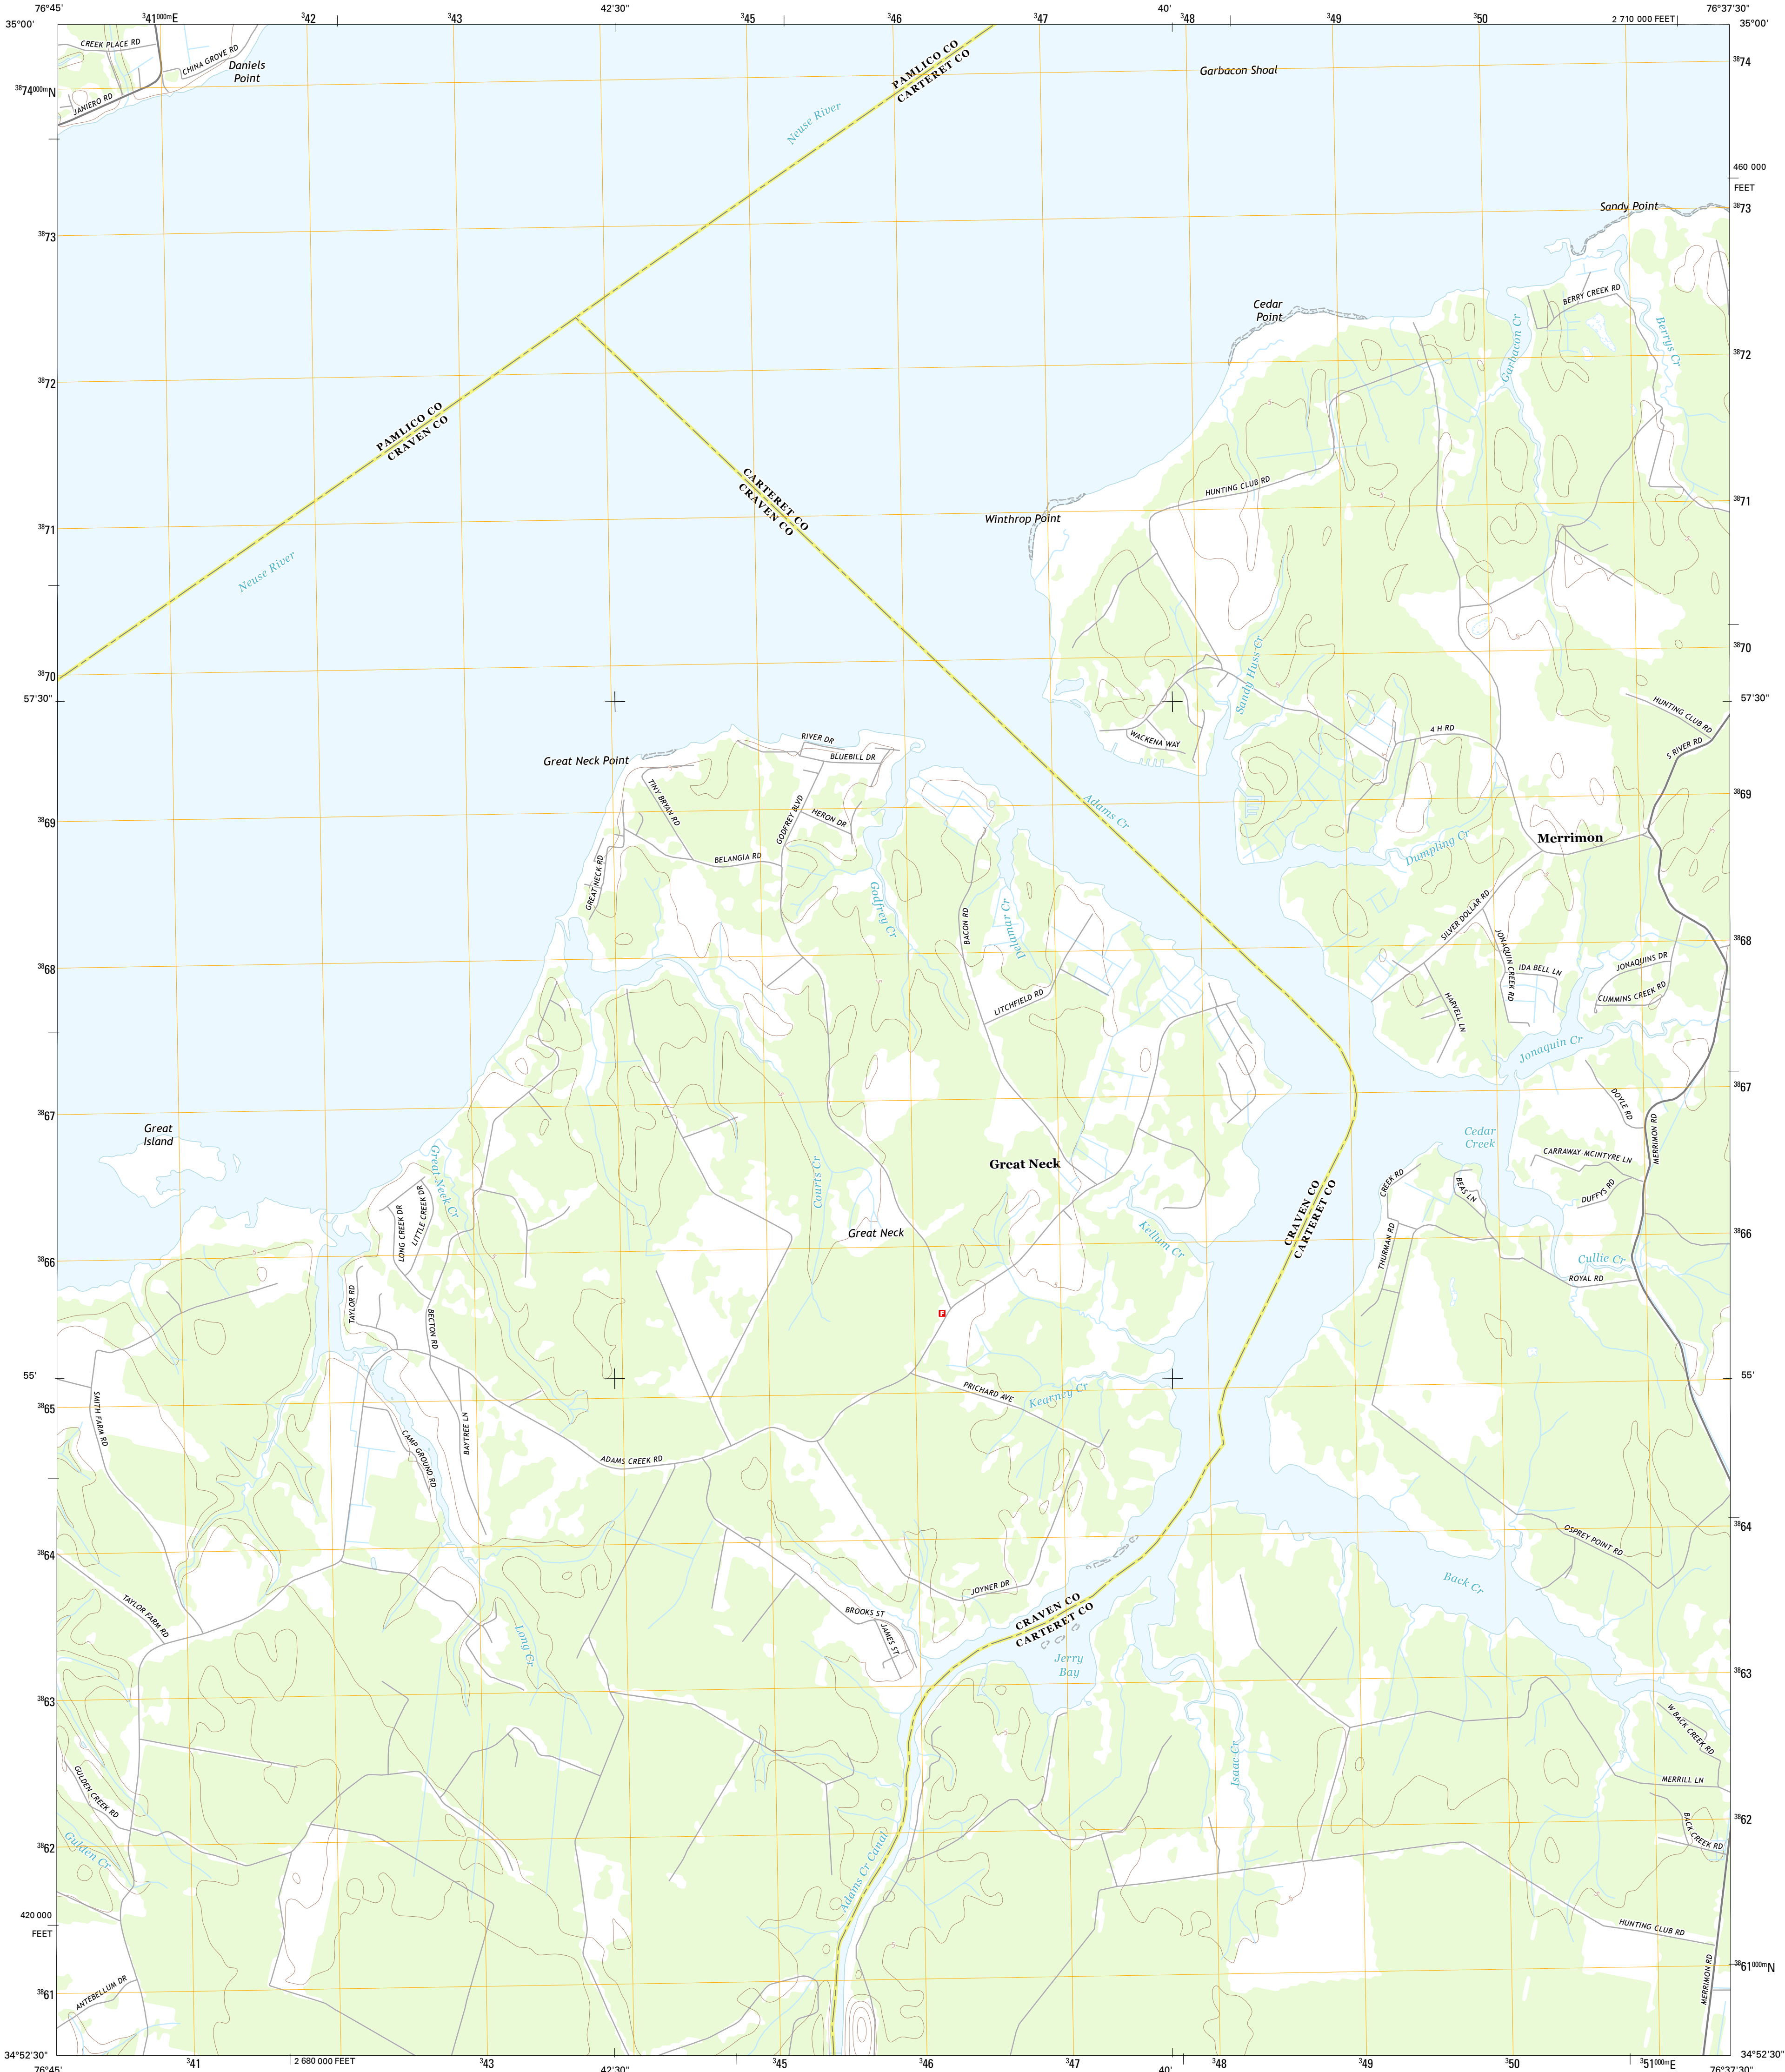 76°45'
³41⁰⁰⁰ᵐE
³42
³43
42'30"
³45
³46
³47
40'
³48
³49
³50
2 710 000 FEET
76°37'30"
35°00'
35°00'
CREEK PLACE RD
CHINA GROVE RD
Daniels
Point
JANIERO RD
PAMLICO CO
CARTERET CO
Garbacon Shoal
Neuse River
³⁸74⁰⁰⁰ᵐN
³⁸74
460 000
FEET
Sandy Point
³⁸73
³⁸73
Cedar
Point
BERRY CREEK RD
Garbacon Cr
Berrys Cr
³⁸72
³⁸72
PAMLICO CO
CRAVEN CO
CARTERET CO
CRAVEN CO
HUNTING CLUB RD
Winthrop Point
³⁸71
³⁸71
Neuse River
Sandy Huss Cr
³⁸70
³⁸70
57'30"
57'30"
HUNTING CLUB RD
S RIVER RD
4 H RD
WACKENA WAY
RIVER DR
BLUEBILL DR
Great Neck Point
TINY BRYAN RD
GODFREY BLVD
HERON DR
Adams Cr
³⁸69
³⁸69
Merrimon
Dumpling Cr
BELANGIA RD
GREAT NECK RD
Godfrey Cr
BACON RD
Delamar Cr
SILVER DOLLAR RD
JONAQUIN CREEK RD
IDA BELL LN
JONAQUINS DR
CUMMINS CREEK RD
HARVELL LN
LITCHFIELD RD
³⁸68
³⁸68
Jonaquin Cr
DOYLE RD
MERRIMON RD
³⁸67
³⁸67
Great
Island
Great Neck Cr
Courts Cr
Great Neck
Cedar
Creek
CARRAWAY-MCINTYRE LN
DUFFYS RD
BEAS LN
CREEK RD
THURMAN RD
LONG CREEK DR
LITTLE CREEK DR
Great Neck
Kellum Cr
CRAVEN CO
CARTERET CO
Cullie Cr
ROYAL RD
³⁸66
³⁸66
TAYLOR RD
BECTON RD
F
55'
55'
PRICHARD AVE
Kearney Cr
³⁸65
³⁸65
SMITH FARM RD
CAMP GROUND RD
BAYTREE LN
ADAMS CREEK RD
OSPREY POINT RD
³⁸64
³⁸64
Back Cr
JOYNER DR
TAYLOR FARM RD
BROOKS ST
JAMES ST
CRAVEN CO
CARTERET CO
Long Cr
Jerry
Bay
³⁸63
³⁸63
W BACK CREEK RD
Isaac Cr
MERRILL LN
GULDEN CREEK RD
BACK CREEK RD
Gulden Cr
³⁸62
³⁸62
Adams Cr Canal
420 000
FEET
HUNTING CLUB RD
MERRIMON RD
³⁸61
³⁸61⁰⁰⁰ᵐN
ANTEBELLUM DR
34°52'30"
34°52'30"
76°45'
³41
2 680 000 FEET
³43
42'30"
³45
³46
³47
40'
³48
³49
³50
³51⁰⁰⁰ᵐE
76°37'30"